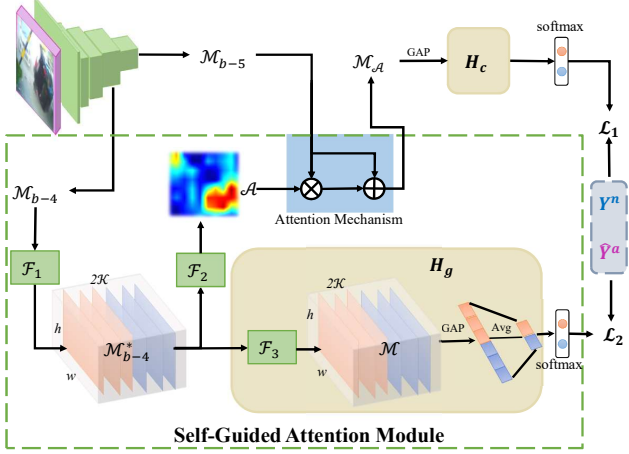 softmax
ℳ_{b-5}
ℳ_𝒜
GAP
H_c
ℒ_1
ℳ_{b-4}
𝒜
Attention Mechanism
Y^n
Ŷ^a
ℱ_1
ℱ_2
2𝒦
h
ℳ*_{b-4}
w
H_g
2𝒦
h
ℱ_3
ℳ
w
GAP
Avg
softmax
ℒ_2
Self-Guided Attention Module